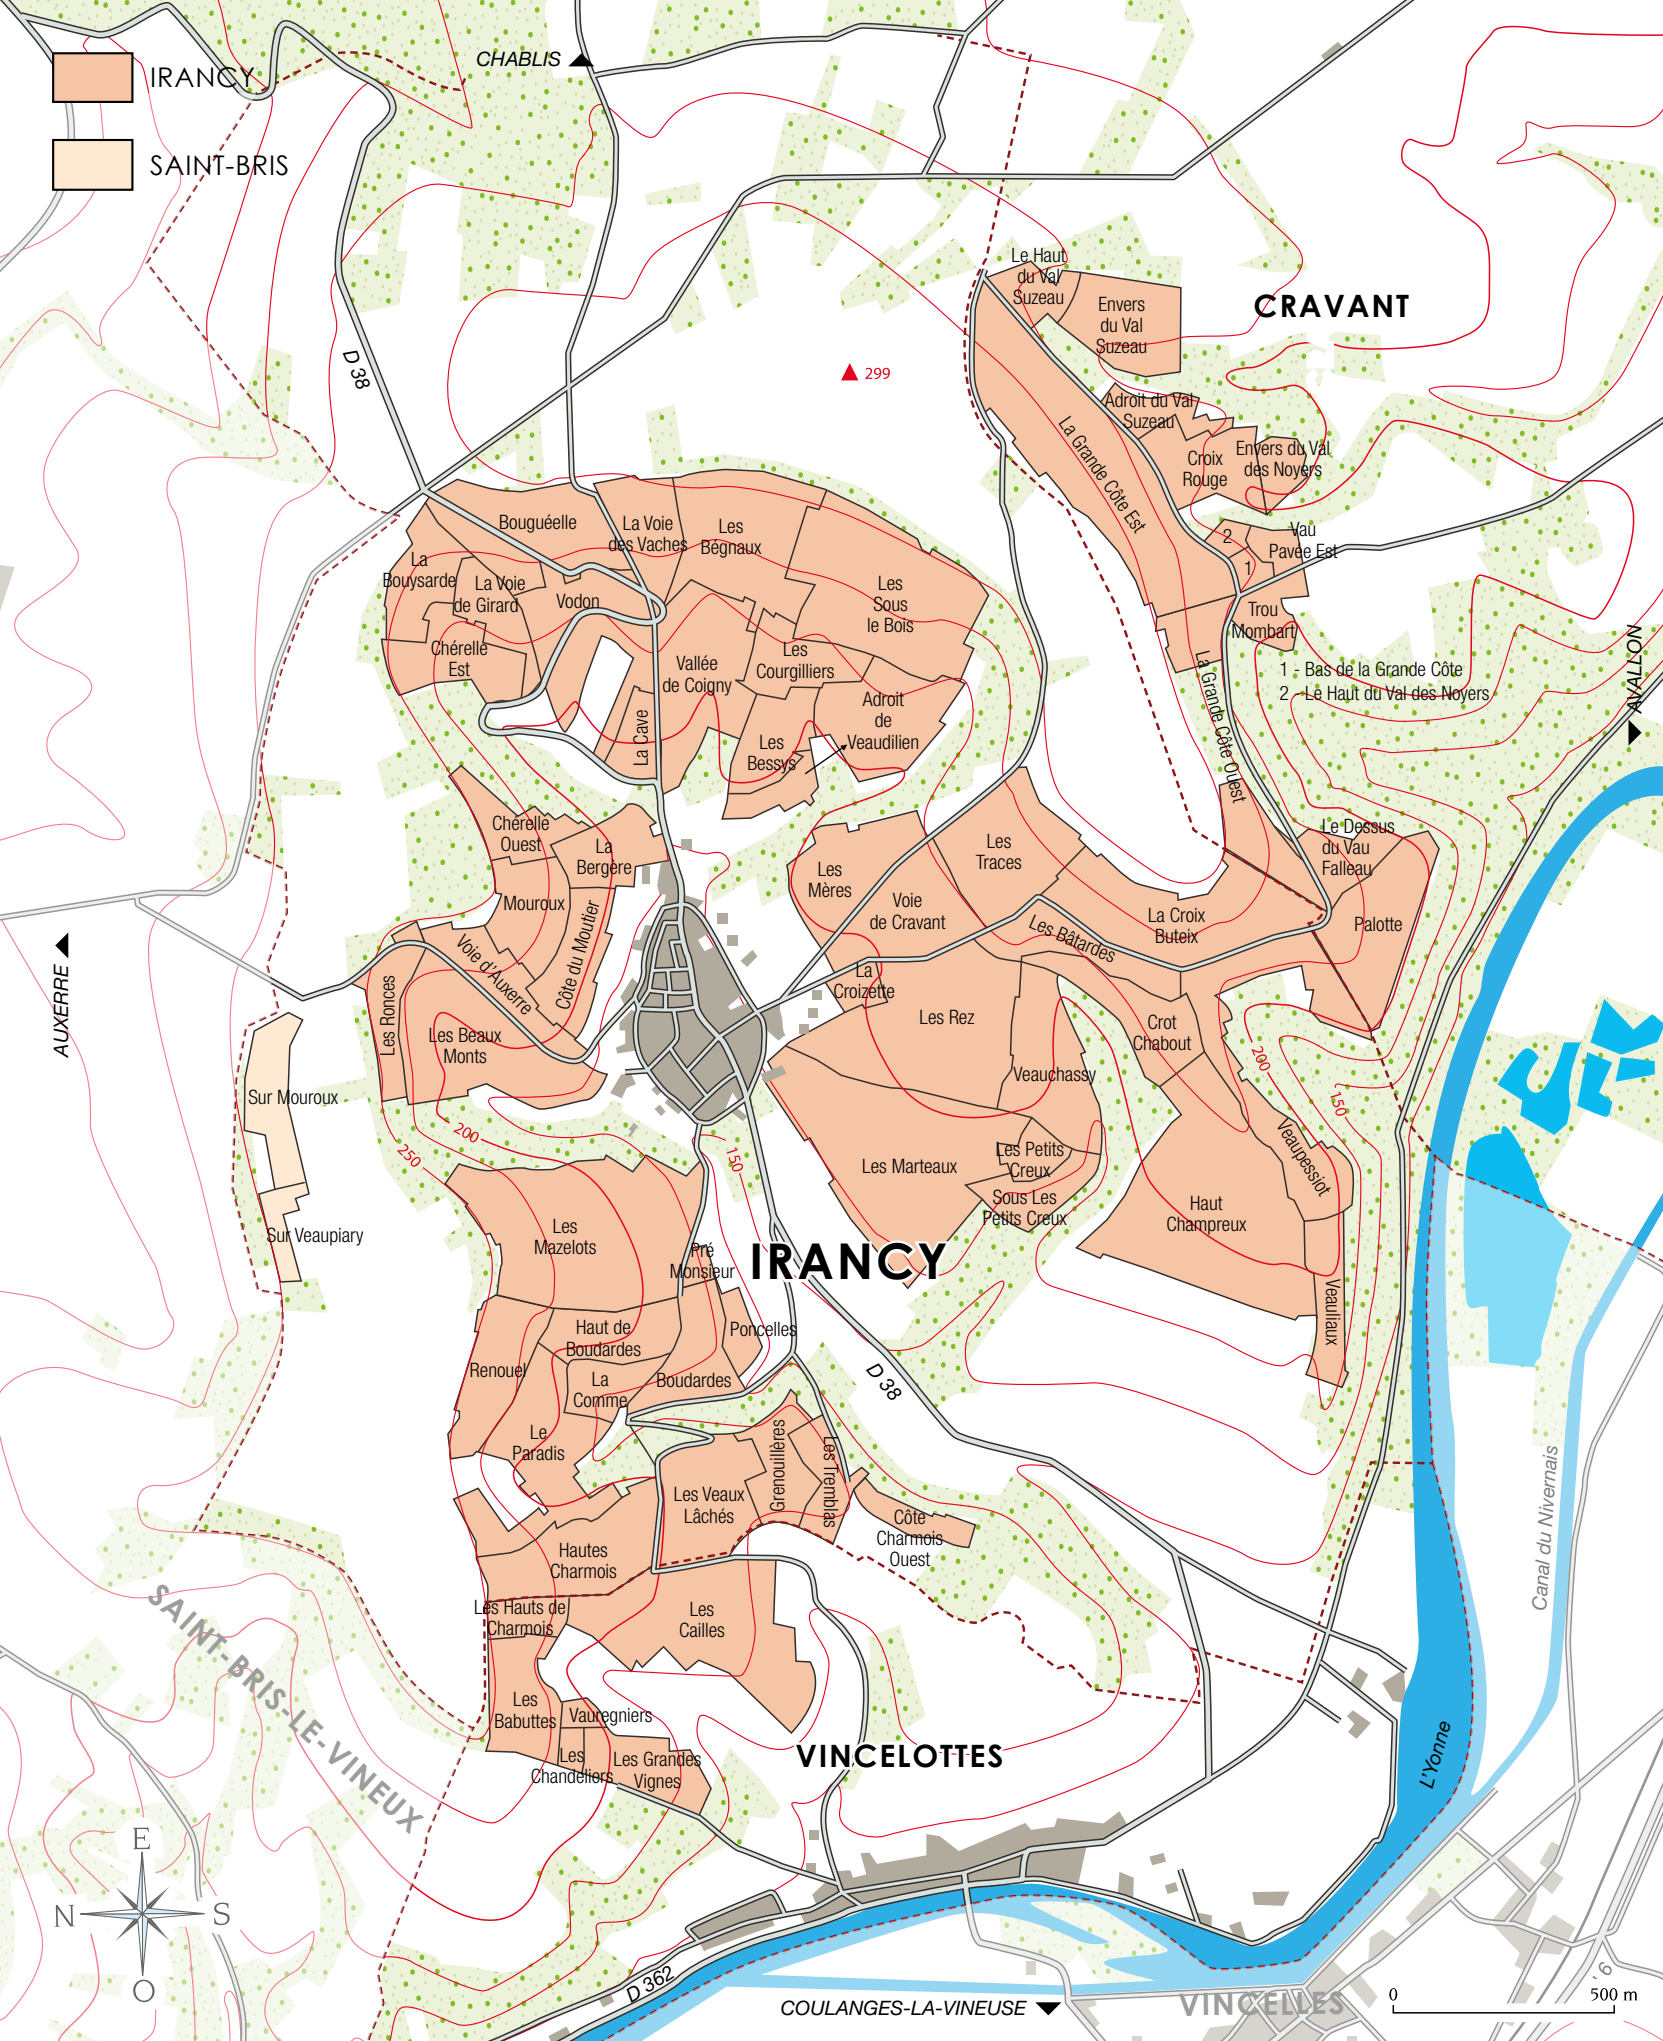 IRANCY
SAINT-BRIS
CHABLIS
D 38
299
CRAVANT
Le Haut
du Val
Suzeau
Envers
du Val
Suzeau
Adroit du Val
Suzeau
La Grande Côte Est
Croix
Rouge
Envers du Val
des Noyers
2
1
Vau
Pavée Est
Trou
Mombart
1 - Bas de la Grande Côte
2 - Le Haut du Val des Noyers
AVALLON
La Grande Côte Ouest
Bouguéelle
La Voie
des Vaches
Les
Bégnaux
La
Bouysarde
La Voie
de Girard
Vodon
Les
Sous
le Bois
Chérelle
Est
Vallée
de Coigny
Les
Courgilliers
La Cave
Adroit
de
Veaudilien
Les
Bessys
Chérelle
Ouest
La
Bergère
Mouroux
Voie d'Auxerre
Côte du Moutier
Les Ronces
Les Beaux
Monts
AUXERRE
Les
Mères
Les
Traces
Voie
de Cravant
Les Bâtardes
La Croix
Buteix
Le Dessus
du Vau
Falleau
Palotte
La
Croizette
Les Rez
Crot
Chabout
Veauchassy
200
150
Sur Mouroux
Sur Veaupiary
200
250
150
Les Marteaux
Les Petits
Creux
Sous Les
Petits Creux
Haut
Champreux
Veaupessiot
Veauliaux
Les
Mazelots
Pré
Monsieur
IRANCY
Haut de
Boudardes
Poncelles
Renouel
La
Comme
Boudardes
D 38
Le
Paradis
Grenouillères
Les Tremblas
Les Veaux
Lâchés
Côte
Charmois
Ouest
Hautes
Charmois
Canal du Nivernais
Les Hauts de
Charmois
Les
Cailles
SAINT-BRIS-LE-VINEUX
Les
Babuttes
Vauregniers
Les
Chandeliers
Les Grandes
Vignes
VINCELOTTES
L'Yonne
E
N
S
O
D 362
COULANGES-LA-VINEUSE
VINCELLES
0
500 m